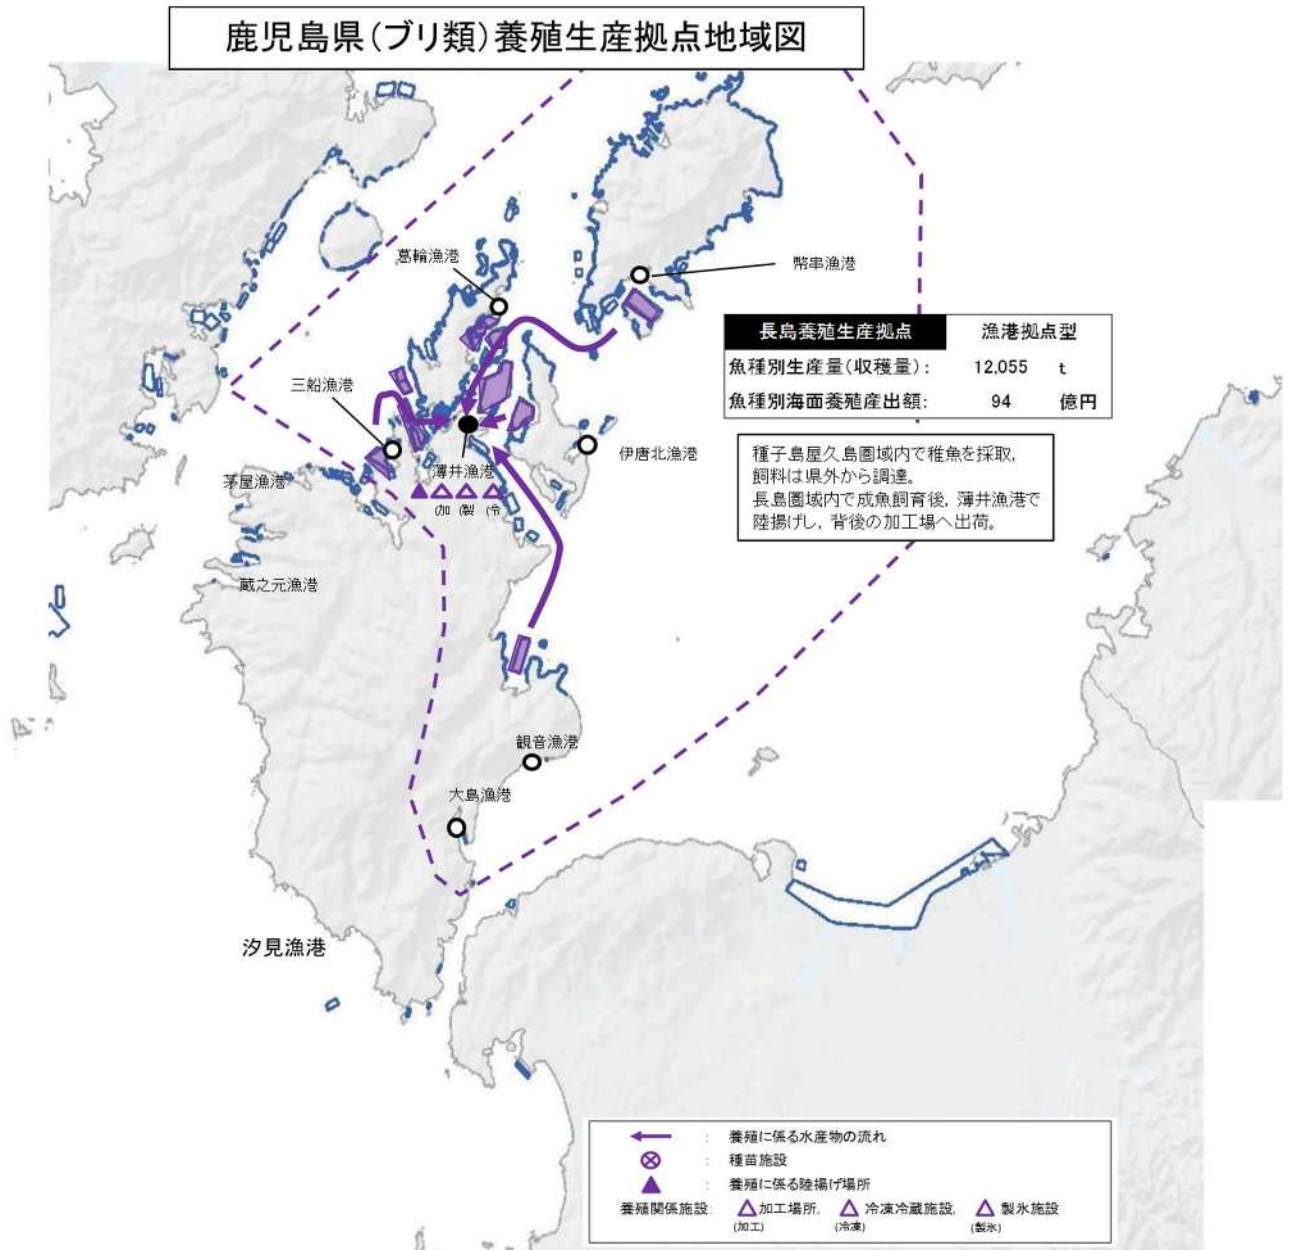 鹿児島県(ブリ類)養殖生産拠点地域図
葛輪漁港
幣串漁港
長島養殖生産拠点 漁港拠点型
魚種別生産量(収穫量): 12,055 t
魚種別海面養殖産出額: 94 億円
三船漁港
伊唐北漁港
薄井漁港
茅屋漁港
(加 (製 (冷
種子島屋久島圏域内で稚魚を採取,
飼料は県外から調達。
長島圏域内で成魚飼育後, 薄井漁港で
陸揚げし, 背後の加工場へ出荷。
蔵之元漁港
観音漁港
大島漁港
汐見漁港
: 養殖に係る水産物の流れ
: 種苗施設
: 養殖に係る陸揚げ場所
養殖関係施設: 加工場所, 冷凍冷蔵施設, 製氷施設
(加工) (冷凍) (製氷)